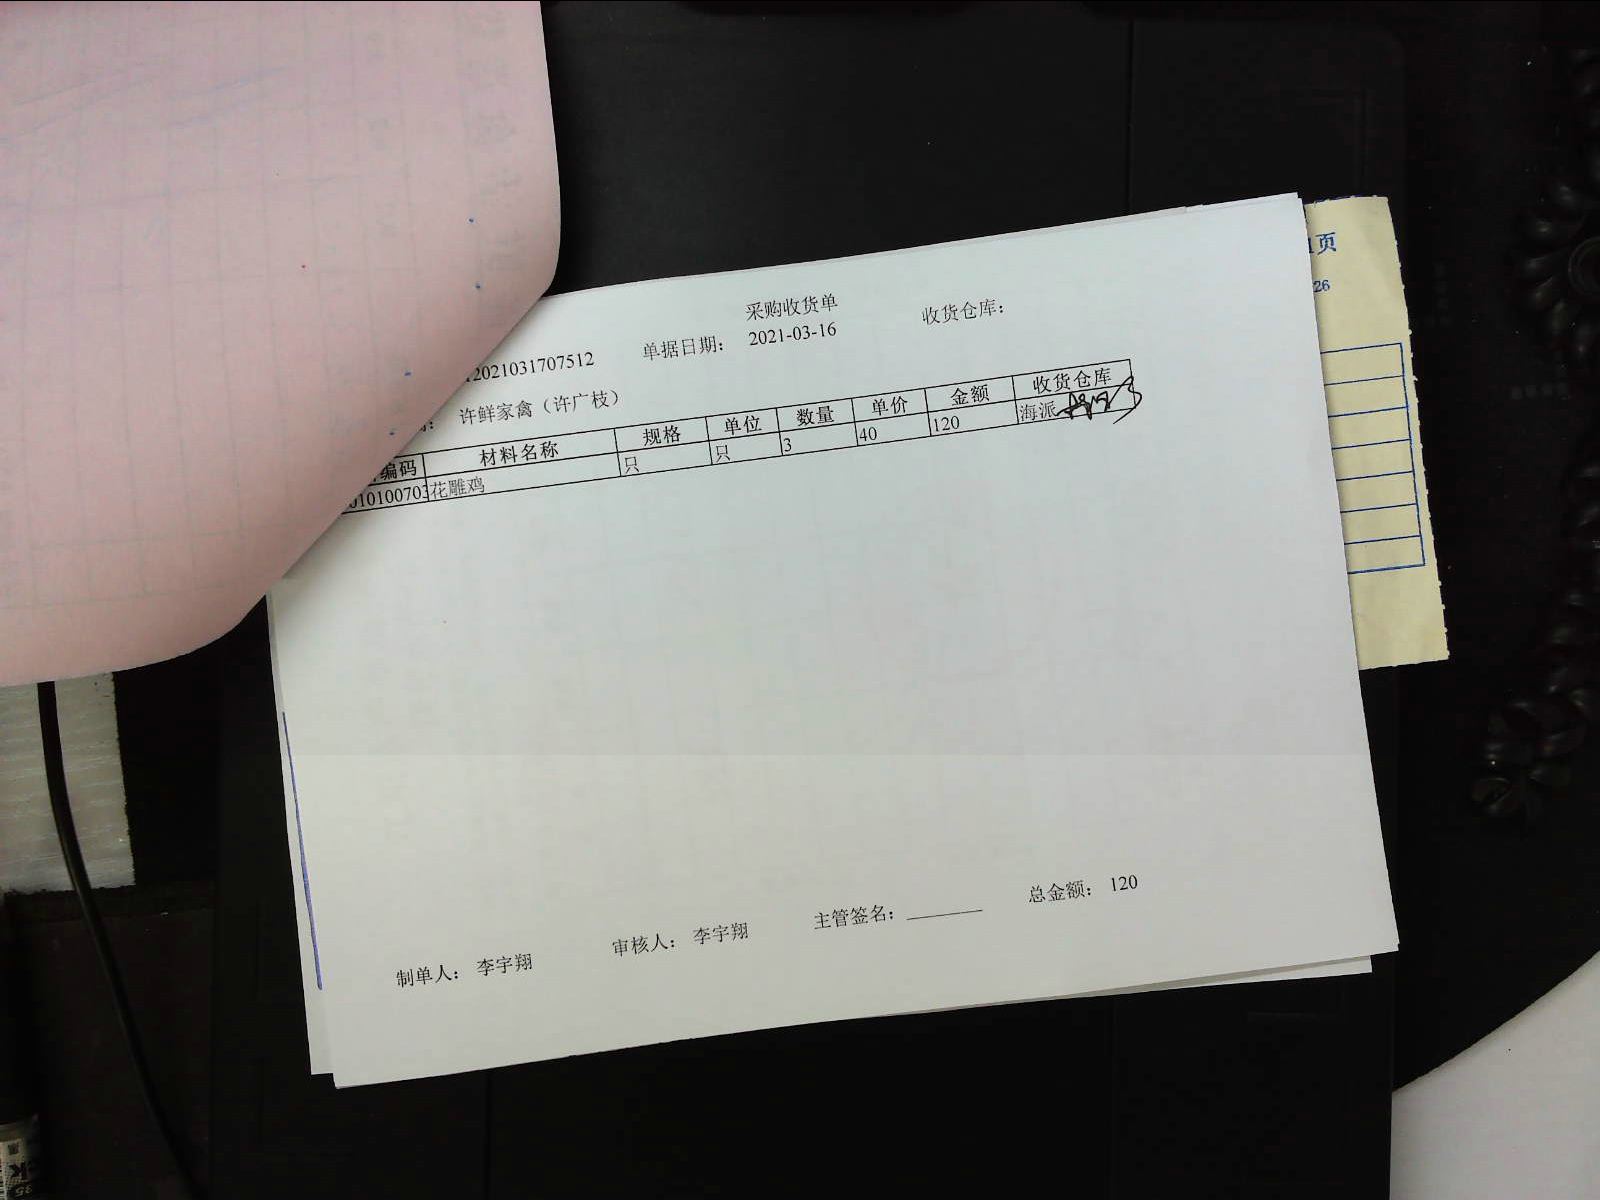 采购收货单
2021031707512 单据日期： 2021-03-16 收货仓库：
许鲜家禽（许广枝）
编码 材料名称 规格 单位 数量 单价 金额 收货仓库
010100703 花雕鸡 只 只 3 40 120 海派
制单人： 李宇翔 审核人： 李宇翔 主管签名： 总金额： 120
页
26